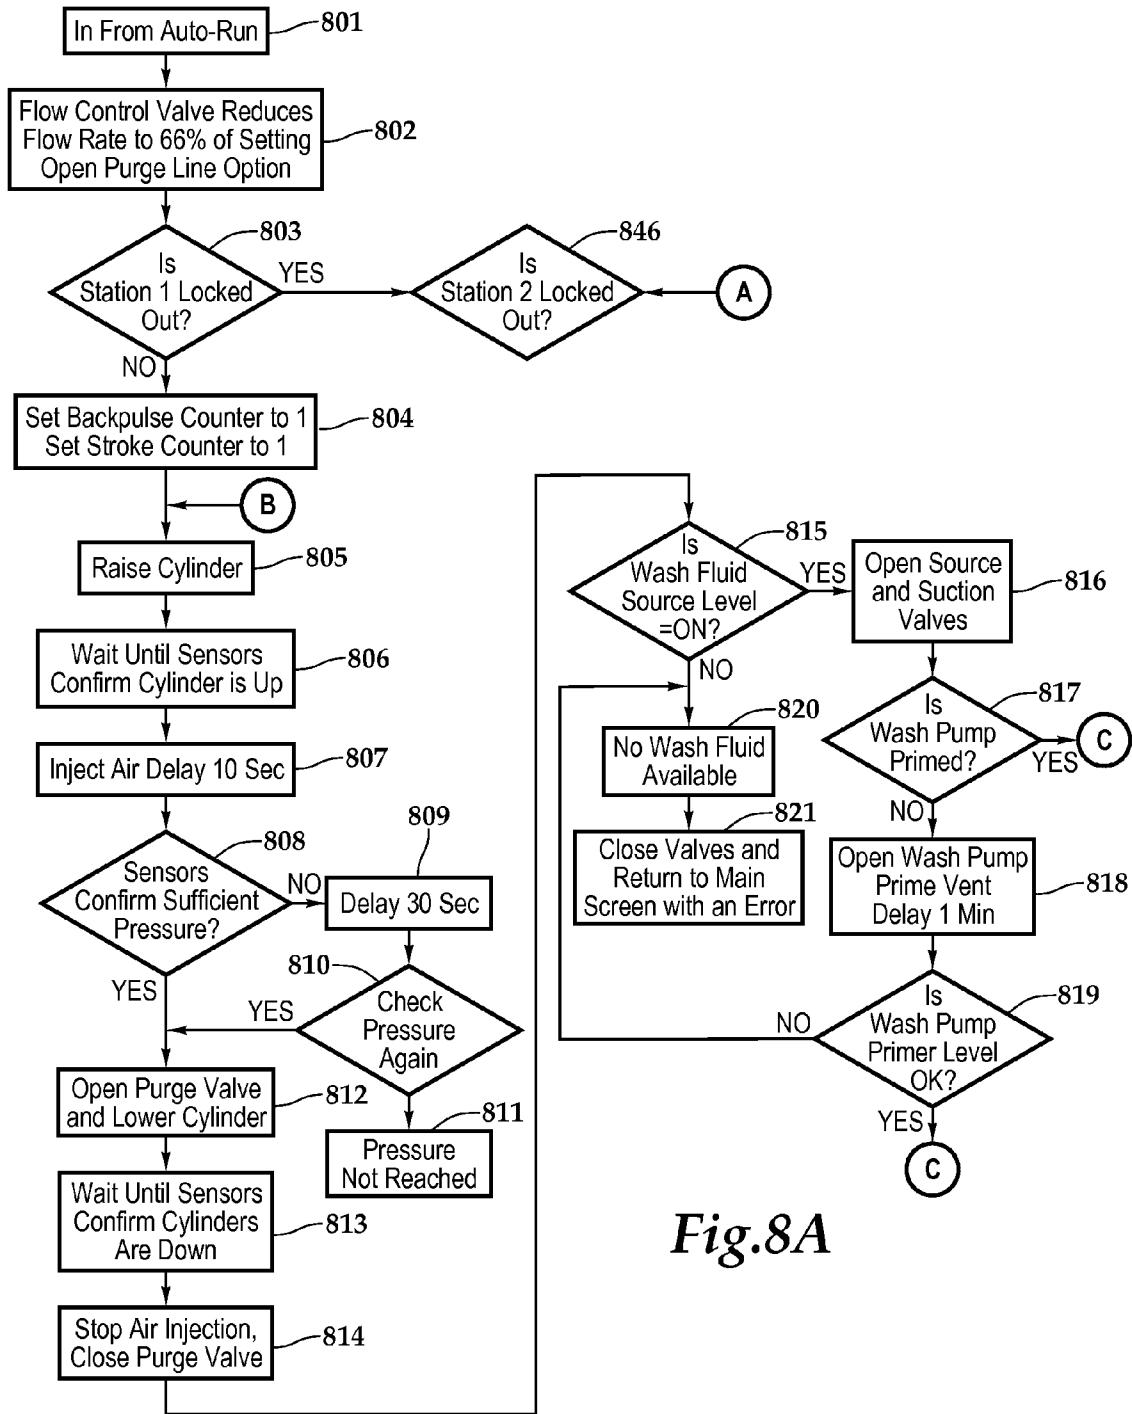 In From Auto-Run
801
Flow Control Valve Reduces
Flow Rate to 66% of Setting
Open Purge Line Option
802
Is
Station 1 Locked
Out?
803
YES
NO
Is
Station 2 Locked
Out?
846
A
Set Backpulse Counter to 1
Set Stroke Counter to 1
804
B
Raise Cylinder
805
Wait Until Sensors
Confirm Cylinder is Up
806
Inject Air Delay 10 Sec
807
Sensors
Confirm Sufficient
Pressure?
808
NO
YES
Delay 30 Sec
809
Check
Pressure
Again
810
YES
Pressure
Not Reached
811
Open Purge Valve
and Lower Cylinder
812
Wait Until Sensors
Confirm Cylinders
Are Down
813
Stop Air Injection,
Close Purge Valve
814
Is
Wash Fluid
Source Level
=ON?
815
YES
NO
Open Source
and Suction
Valves
816
Is
Wash Pump
Primed?
817
YES
C
NO
No Wash Fluid
Available
820
Close Valves and
Return to Main
Screen with an Error
821
Open Wash Pump
Prime Vent
Delay 1 Min
818
Is
Wash Pump
Primer Level
OK?
819
NO
YES
C
Fig.8A